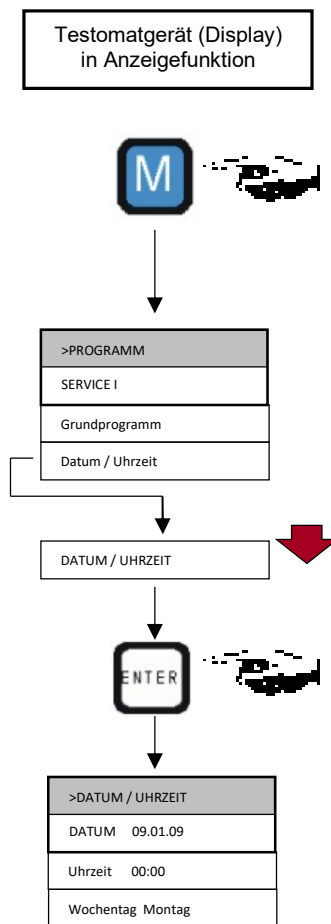 Testomatgerät (Display)
in Anzeigefunktion
M
>PROGRAMM
SERVICE I
Grundprogramm
Datum / Uhrzeit
DATUM / UHRZEIT
ENTER
>DATUM / UHRZEIT
DATUM 09.01.09
Uhrzeit 00:00
Wochentag Montag